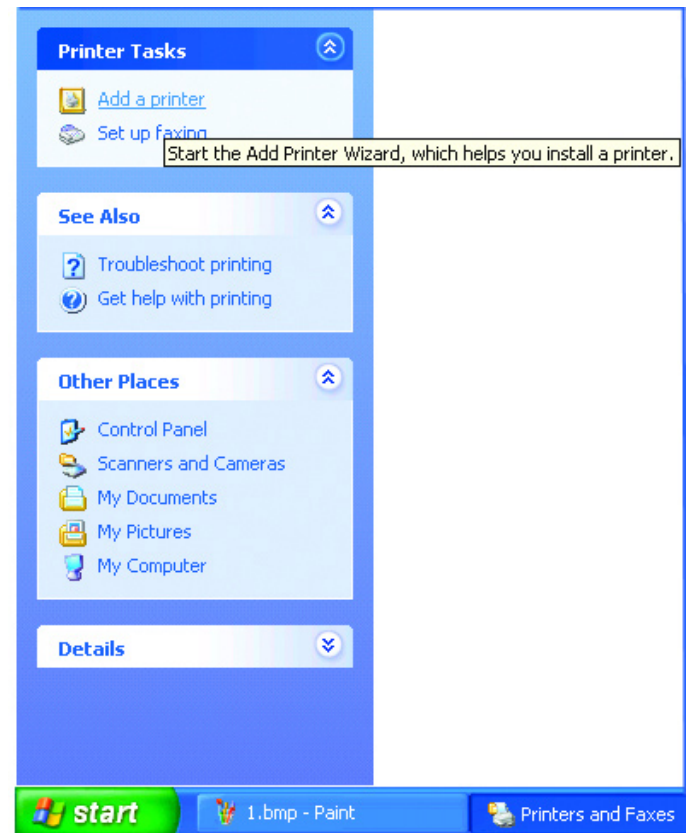 Printer Tasks
Add a printer
Set up faxing
Start the Add Printer Wizard, which helps you install a printer.
See Also
Troubleshoot printing
Get help with printing
Other Places
Control Panel
Scanners and Cameras
My Documents
My Pictures
My Computer
Details
start
1.bmp - Paint
Printers and Faxes